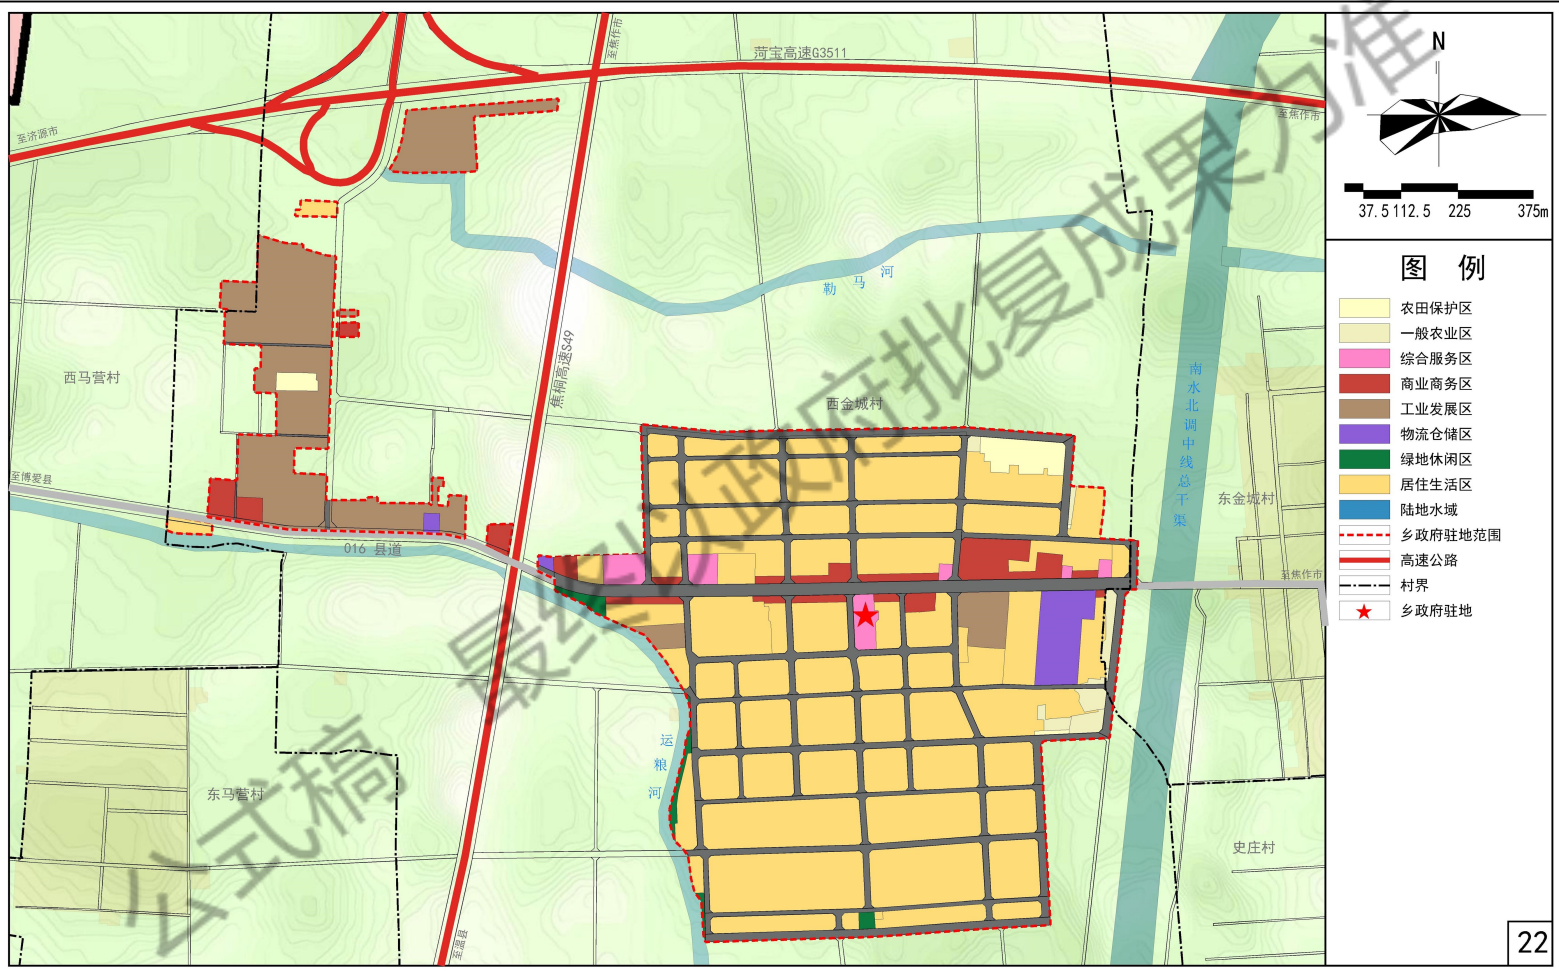 菏宝高速G3511
至焦作市
至济源市
至焦作市
N
37.5 112.5 225 375m
图 例
农田保护区
一般农业区
综合服务区
商业商务区
工业发展区
物流仓储区
绿地休闲区
居住生活区
陆地水域
乡政府驻地范围
高速公路
村界
乡政府驻地
勒马河
焦桐高速S49
西马营村
西金城村
南水北调中线总干渠
东金城村
至博爱县
016 县道
至焦作市
运粮河
东马营村
史庄村
至温县
公式稿 最终以政府批复成果为准
22